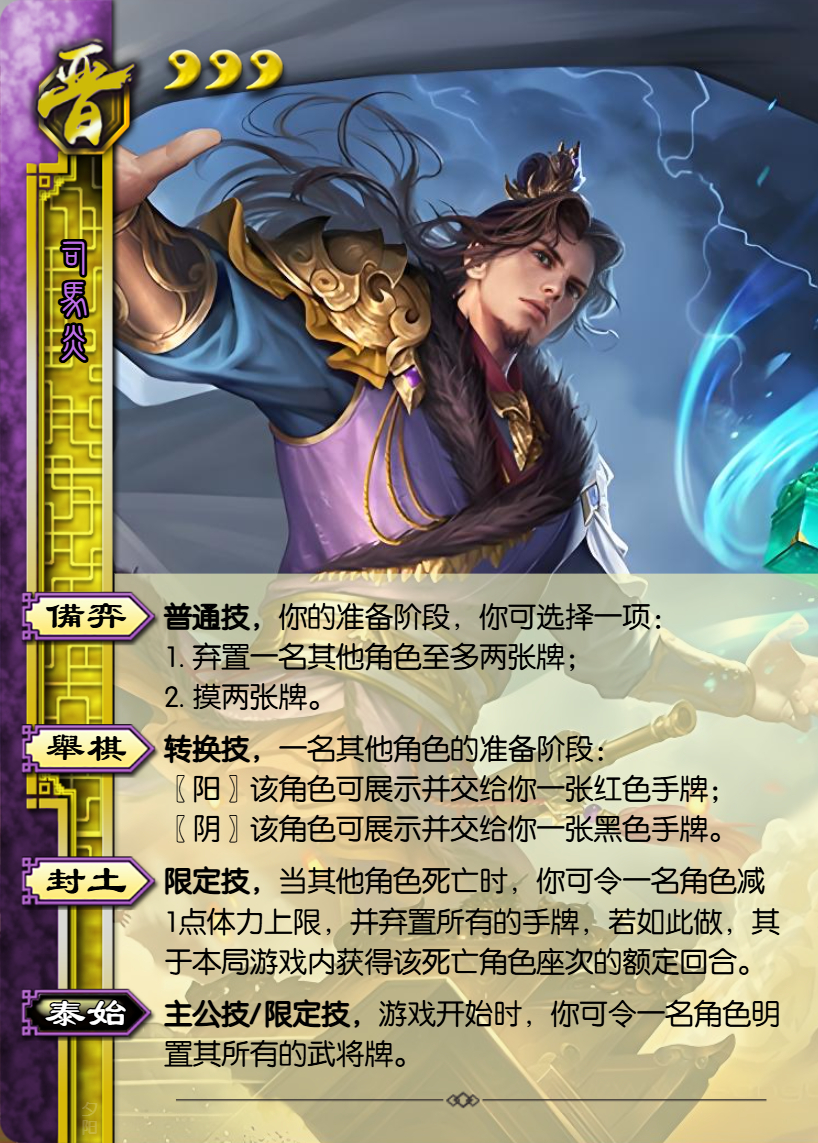 晋
司馬炎
備弈
普通技，你的准备阶段，你可选择一项：
1. 弃置一名其他角色至多两张牌；
2. 摸两张牌。
舉棋
转换技，一名其他角色的准备阶段：
〖阳〗该角色可展示并交给你一张红色手牌；
〖阴〗该角色可展示并交给你一张黑色手牌。
封土
限定技，当其他角色死亡时，你可令一名角色减
1点体力上限，并弃置所有的手牌，若如此做，其
于本局游戏内获得该死亡角色座次的额定回合。
泰始
主公技/限定技，游戏开始时，你可令一名角色明
置其所有的武将牌。
夕阳